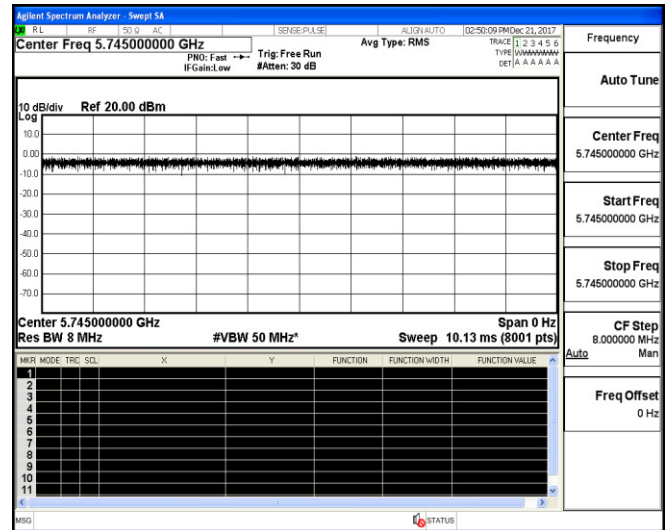 Agilent Spectrum Analyzer - Swept SA
RL RF 50 Ω AC SENSE:PULSE ALIGN AUTO 02:50:09 PM Dec 21, 2017
Center Freq 5.745000000 GHz
PNO: Fast
IFGain:Low
Trig: Free Run
#Atten: 30 dB
Avg Type: RMS
TRACE 1 2 3 4 5 6
TYPE
DET A A A A A A
10 dB/div Ref 20.00 dBm
Log
10.0
0.00
-10.0
-20.0
-30.0
-40.0
-50.0
-60.0
-70.0
Center 5.745000000 GHz Span 0 Hz
Res BW 8 MHz #VBW 50 MHz* Sweep 10.13 ms (8001 pts)
MKR MODE TRC SCL X Y FUNCTION FUNCTION WIDTH FUNCTION VALUE
1
2
3
4
5
6
7
8
9
10
11
MSG STATUS
Frequency
Auto Tune
Center Freq
5.745000000 GHz
Start Freq
5.745000000 GHz
Stop Freq
5.745000000 GHz
CF Step
8.000000 MHz
Auto Man
Freq Offset
0 Hz